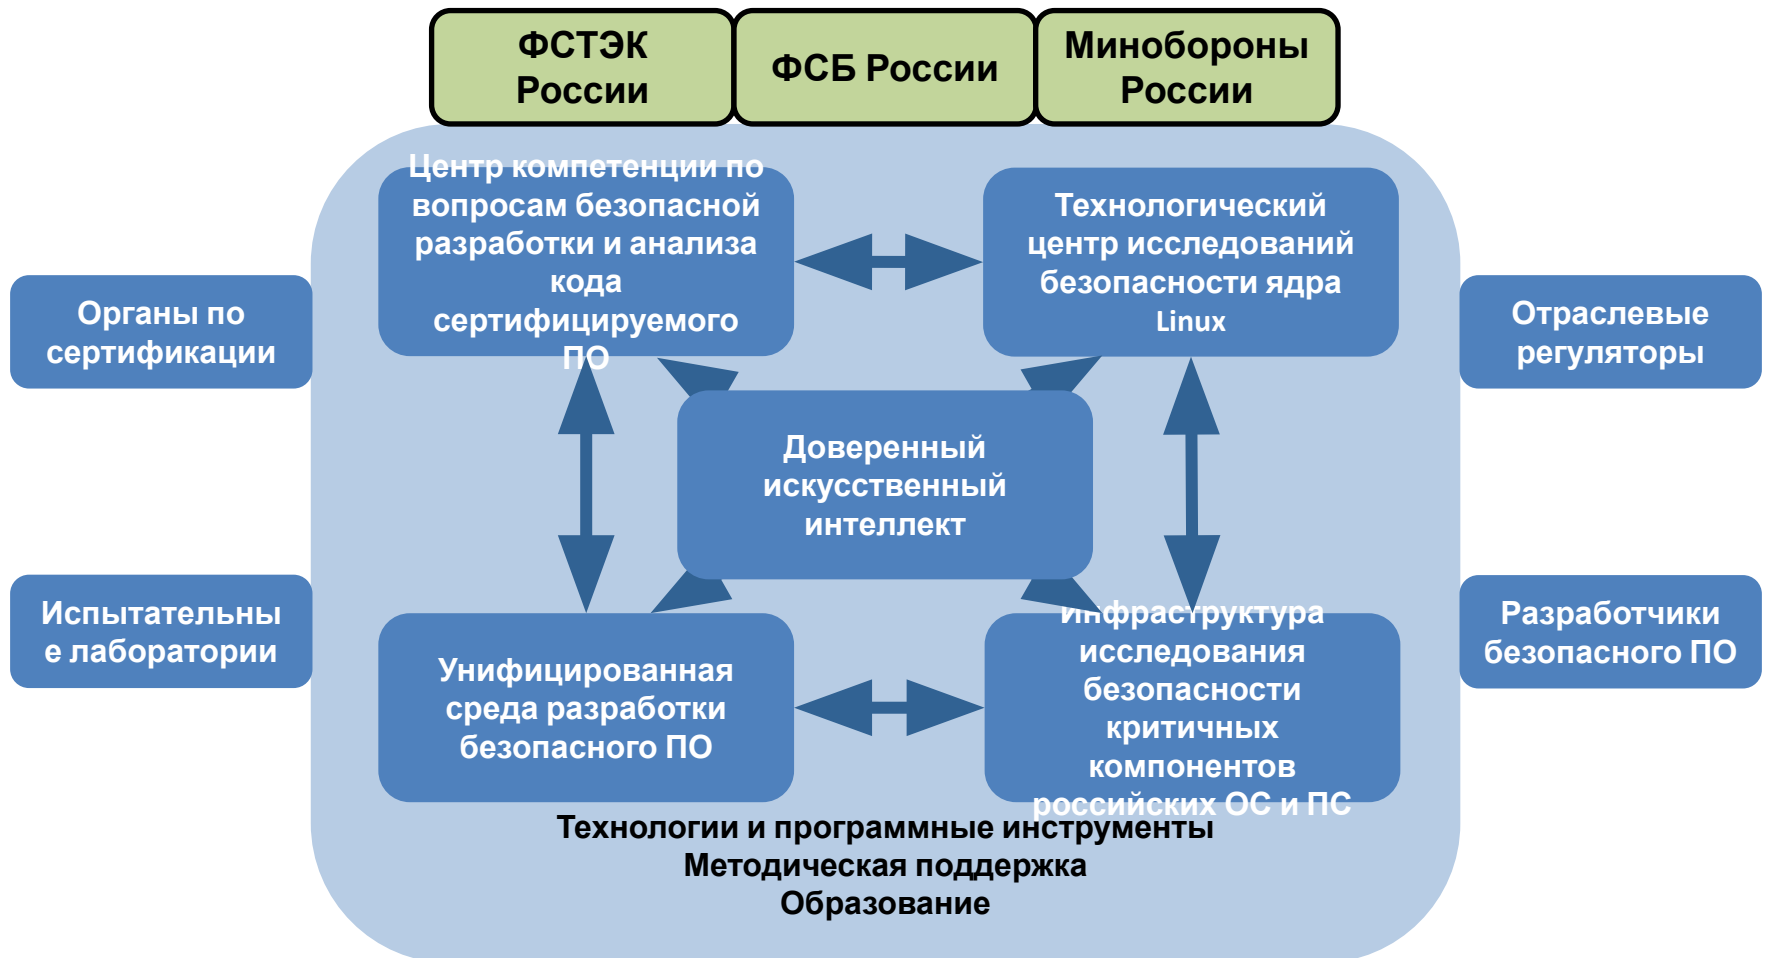 ФСТЭК
России
ФСБ России
Минобороны
России
Центр компетенции по
вопросам безопасной
разработки и анализа
кода
сертифицируемого
ПО
Технологический
центр исследований
безопасности ядра
Linux
Органы по
сертификации
Отраслевые
регуляторы
Доверенный
искусственный
интеллект
Испытательны
е лаборатории
Разработчики
безопасного ПО
Унифицированная
среда разработки
безопасного ПО
Инфраструктура
исследования
безопасности
критичных
компонентов
российских ОС и ПС
Технологии и программные инструменты
Методическая поддержка
Образование